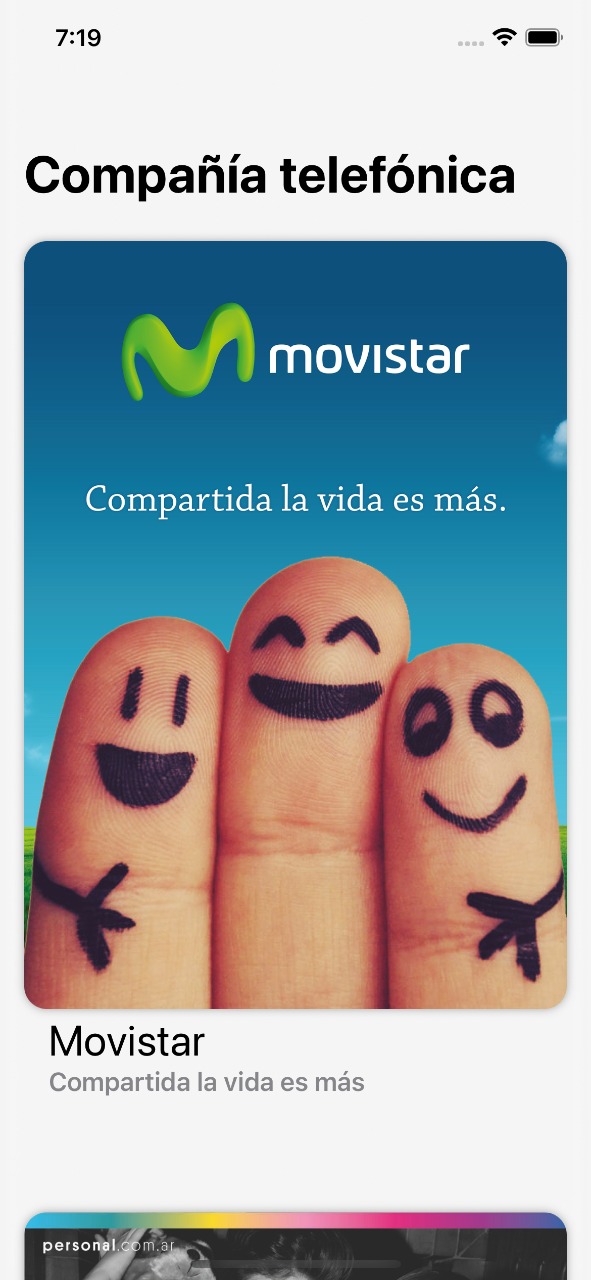 7:19
Compañía telefónica
movistar
Compartida la vida es más.
Movistar
Compartida la vida es más
personal.com.ar